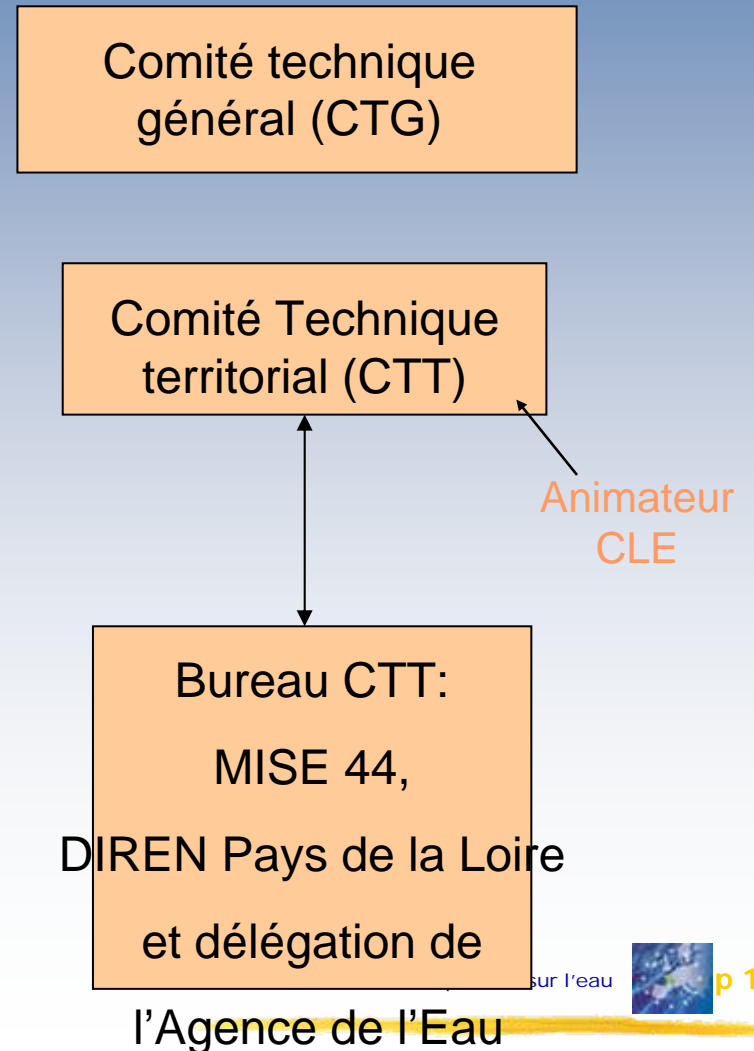 Comité technique
général (CTG)
Comité Technique
territorial (CTT)
Animateur
CLE
Bureau CTT:
MISE 44,
DIREN Pays de la Loire
et délégation de
l'Agence de l'Eau
sur l'eau
p 1